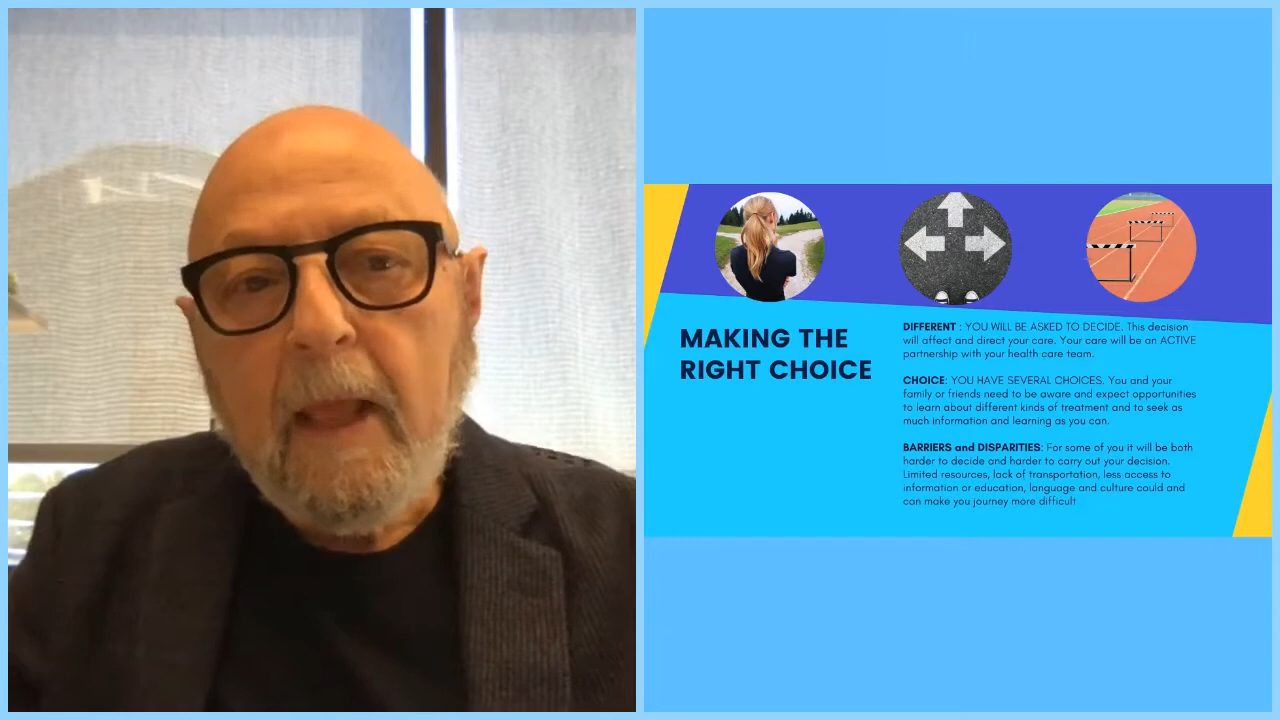 MAKING THE
RIGHT CHOICE
DIFFERENT : YOU WILL BE ASKED TO DECIDE. This decision
will affect and direct your care. Your care will be an ACTIVE
partnership with your health care team.
CHOICE: YOU HAVE SEVERAL CHOICES. You and your
family or friends need to be aware and expect opportunities
to learn about different kinds of treatment and to seek as
much information and learning as you can.
BARRIERS and DISPARITIES: For some of you it will be both
harder to decide and harder to carry out your decision.
Limited resources, lack of transportation, less access to
information or education, language and culture could and
can make you journey more difficult